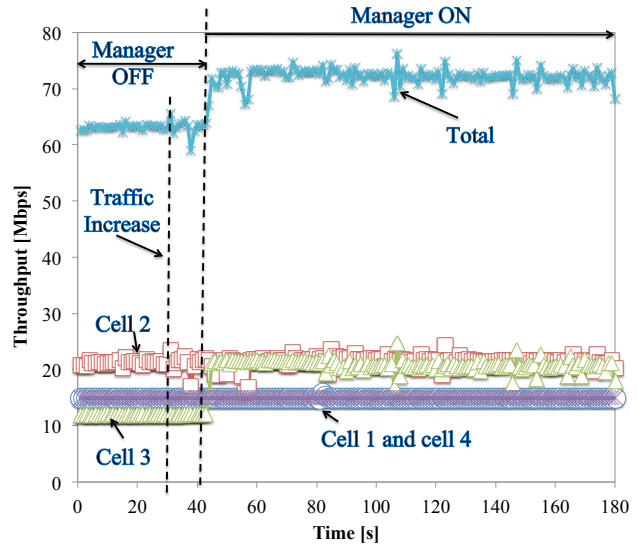 Manager ON
Manager
OFF
Total
Traffic
Increase
Cell 2
Cell 3
Cell 1 and cell 4
Throughput [Mbps]
80
70
60
50
40
30
20
10
0
0 20 40 60 80 100 120 140 160 180
Time [s]